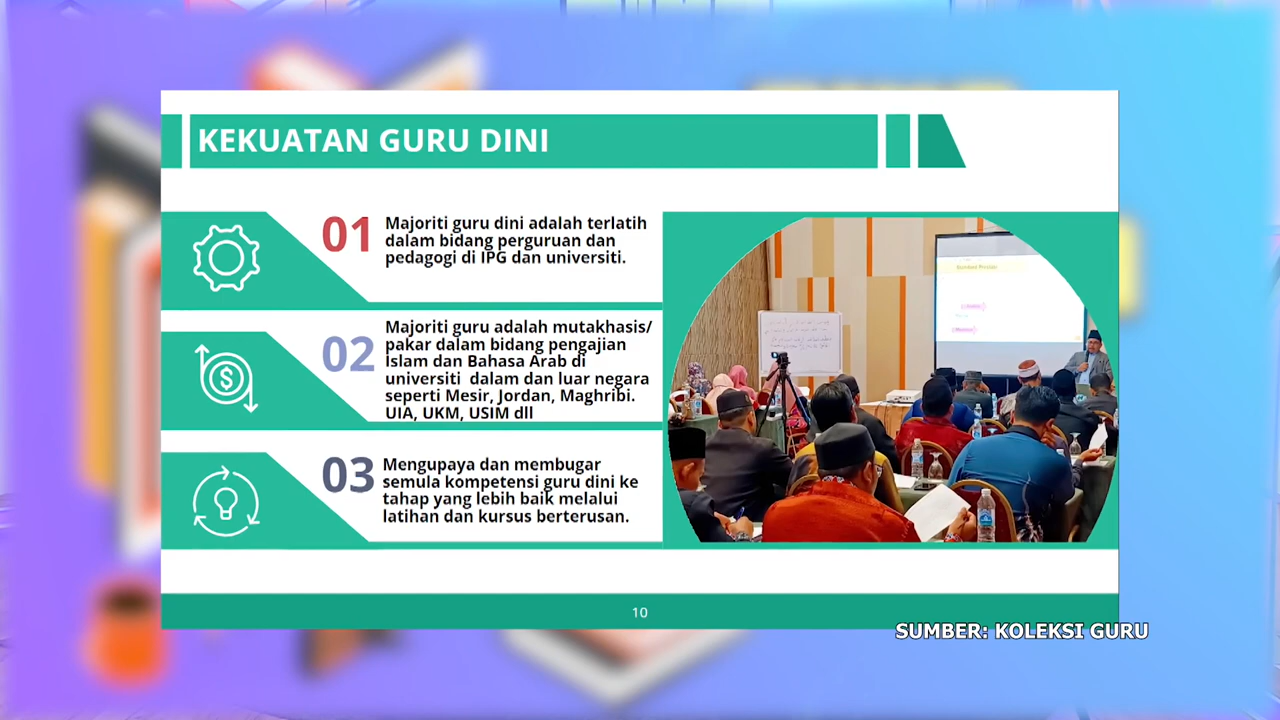 KEKUATAN GURU DINI
01
Majoriti guru dini adalah terlatih
dalam bidang perguruan dan
pedagogi di IPG dan universiti.
02
Majoriti guru adalah mutakhasis/
pakar dalam bidang pengajian
Islam dan Bahasa Arab di
universiti dalam dan luar negara
seperti Mesir, Jordan, Maghribi.
UIA, UKM, USIM dll
03
Mengupaya dan membugar
semula kompetensi guru dini ke
tahap yang lebih baik melalui
latihan dan kursus berterusan.
10
SUMBER: KOLEKSI GURU